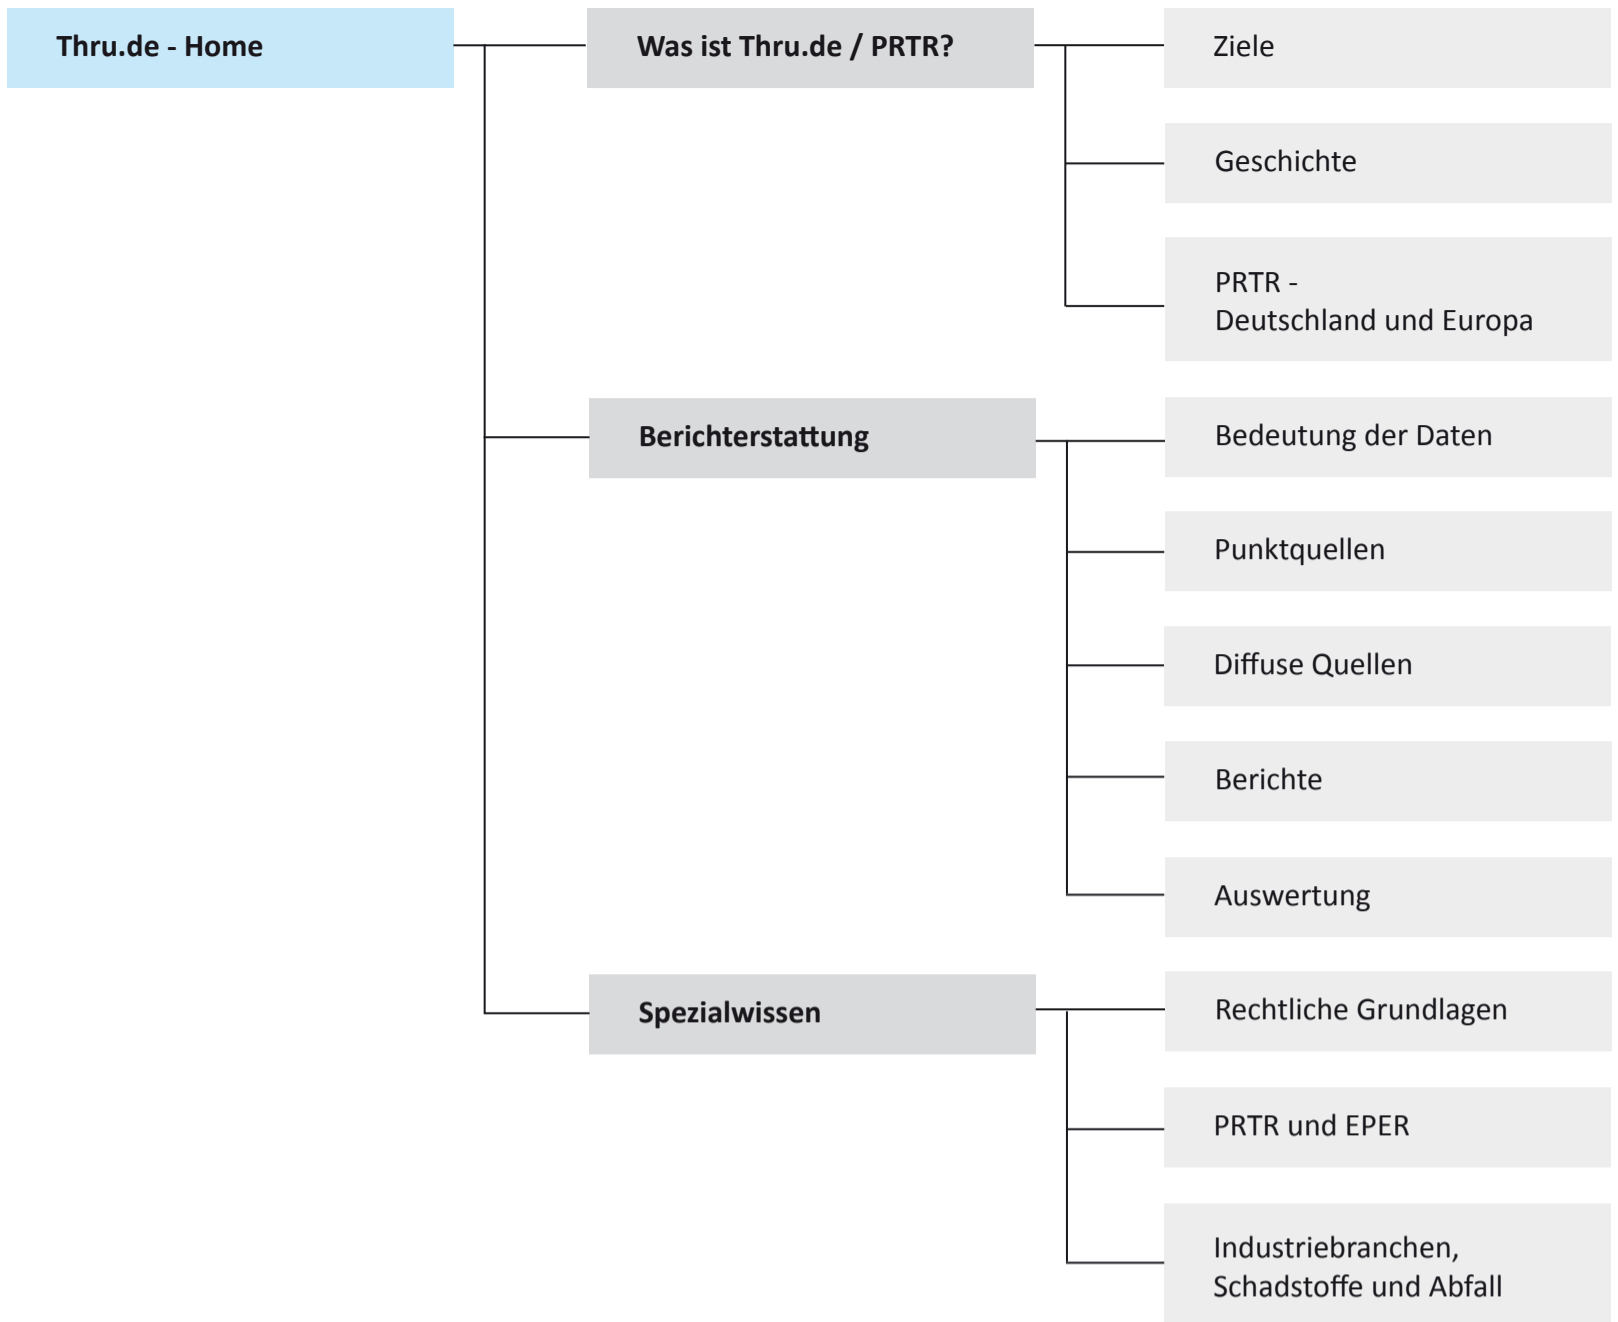 Thru.de - Home
Was ist Thru.de / PRTR?
Ziele
Geschichte
PRTR -
Deutschland und Europa
Berichterstattung
Bedeutung der Daten
Punktquellen
Diffuse Quellen
Berichte
Auswertung
Spezialwissen
Rechtliche Grundlagen
PRTR und EPER
Industriebranchen,
Schadstoffe und Abfall